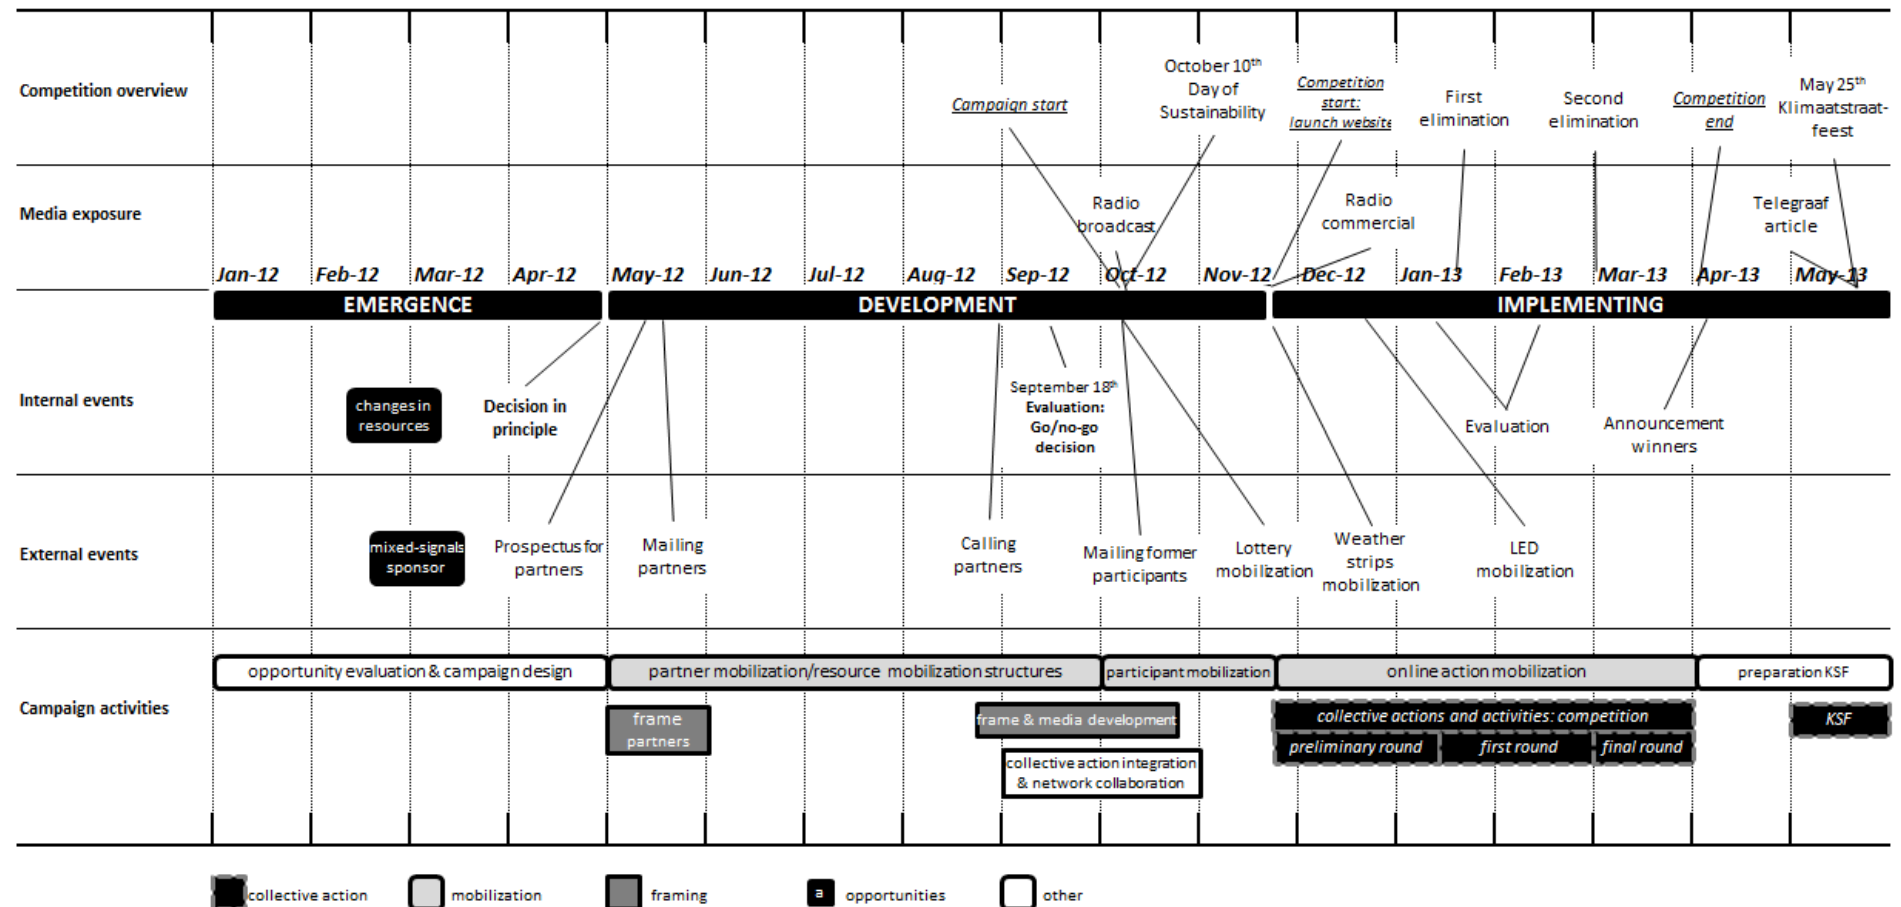 Competition overview
Campaign start
October 10th
Day of
Sustainability
Competition
start:
launch website
First
elimination
Second
elimination
Competition
end
May 25th
Klimaatstraat-
feest
Media exposure
Radio
broadcast
Radio
commercial
Telegraaf
article
Jan-12 Feb-12 Mar-12 Apr-12 May-12 Jun-12 Jul-12 Aug-12 Sep-12 Oct-12 Nov-12 Dec-12 Jan-13 Feb-13 Mar-13 Apr-13 May-13
EMERGENCE DEVELOPMENT IMPLEMENTING
Internal events
changes in
resources
Decision in
principle
September 18th
Evaluation:
Go/no-go
decision
Evaluation
Announcement
winners
External events
mixed-signals
sponsor
Prospectus for
partners
Mailing
partners
Calling
partners
Mailing former
participants
Lottery
mobilization
Weather
strips
mobilization
LED
mobilization
Campaign activities
opportunity evaluation & campaign design
partner mobilization/resource mobilization structures
participant mobilization
online action mobilization
preparation KSF
frame
partners
frame & media development
collective action integration
& network collaboration
collective actions and activities: competition
preliminary round first round final round
KSF
collective action mobilization framing a opportunities other